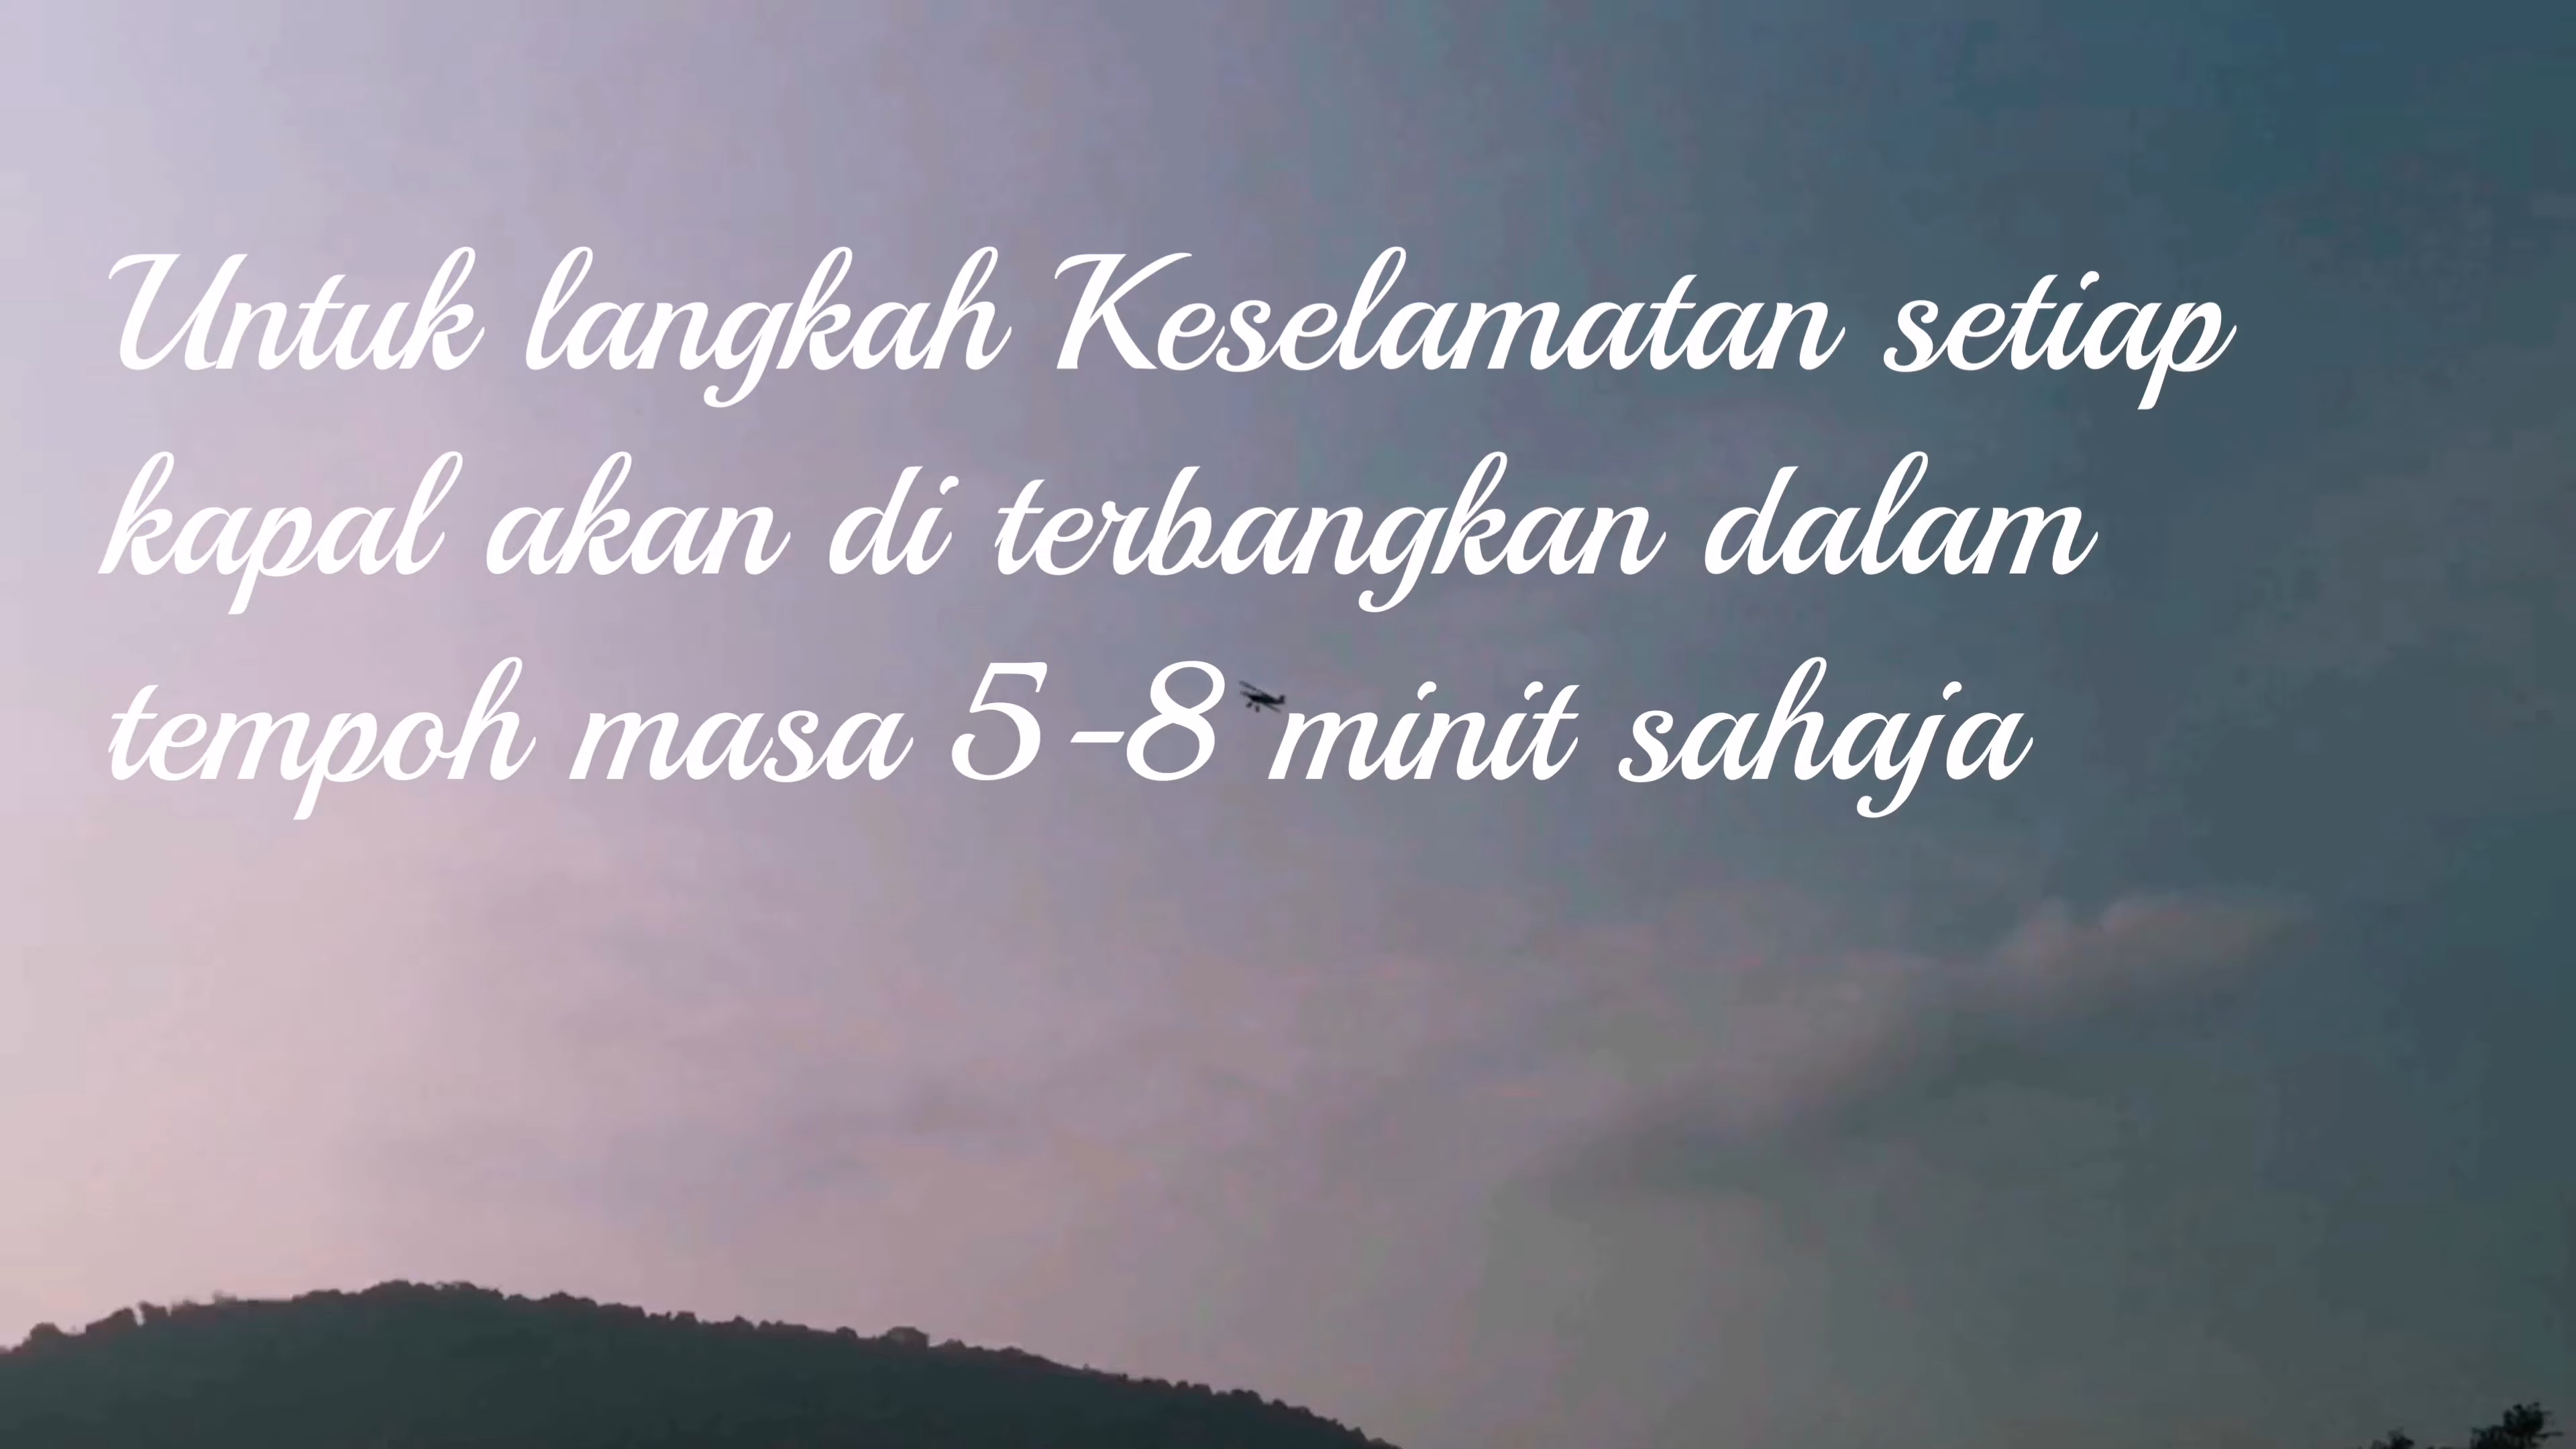 Untuk langkah Keselamatan setiap
kapal akan di terbangkan dalam
tempoh masa 5-8 minit sahaja